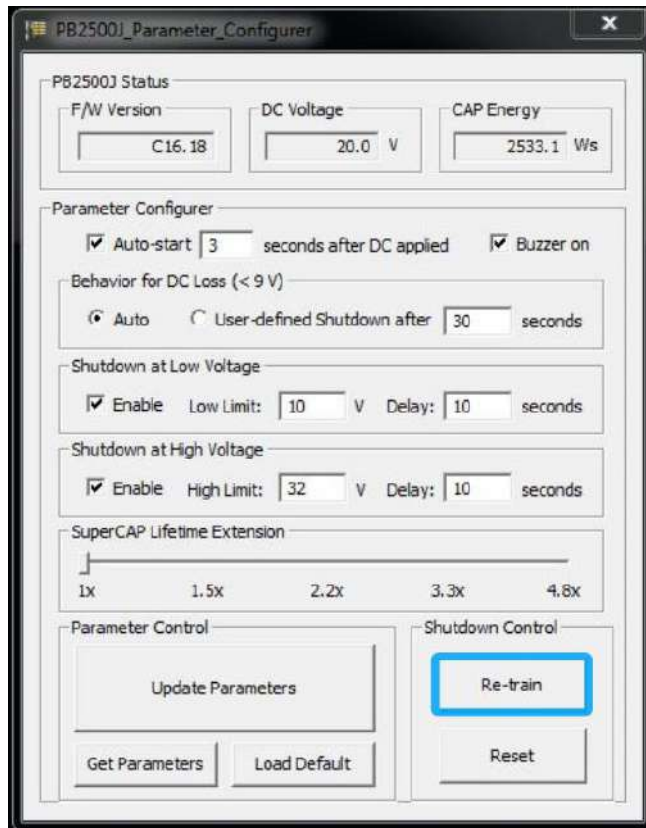 PB2500J_Parameter_Configurer
PB2500J Status
F/W Version DC Voltage CAP Energy
C16.18 20.0 V 2533.1 Ws
Parameter Configurer
Auto-start 3 seconds after DC applied Buzzer on
Behavior for DC Loss (< 9 V)
Auto User-defined Shutdown after 30 seconds
Shutdown at Low Voltage
Enable Low Limit: 10 V Delay: 10 seconds
Shutdown at High Voltage
Enable High Limit: 32 V Delay: 10 seconds
SuperCAP Lifetime Extension
1x 1.5x 2.2x 3.3x 4.8x
Parameter Control Shutdown Control
Update Parameters Re-train
Get Parameters Load Default Reset